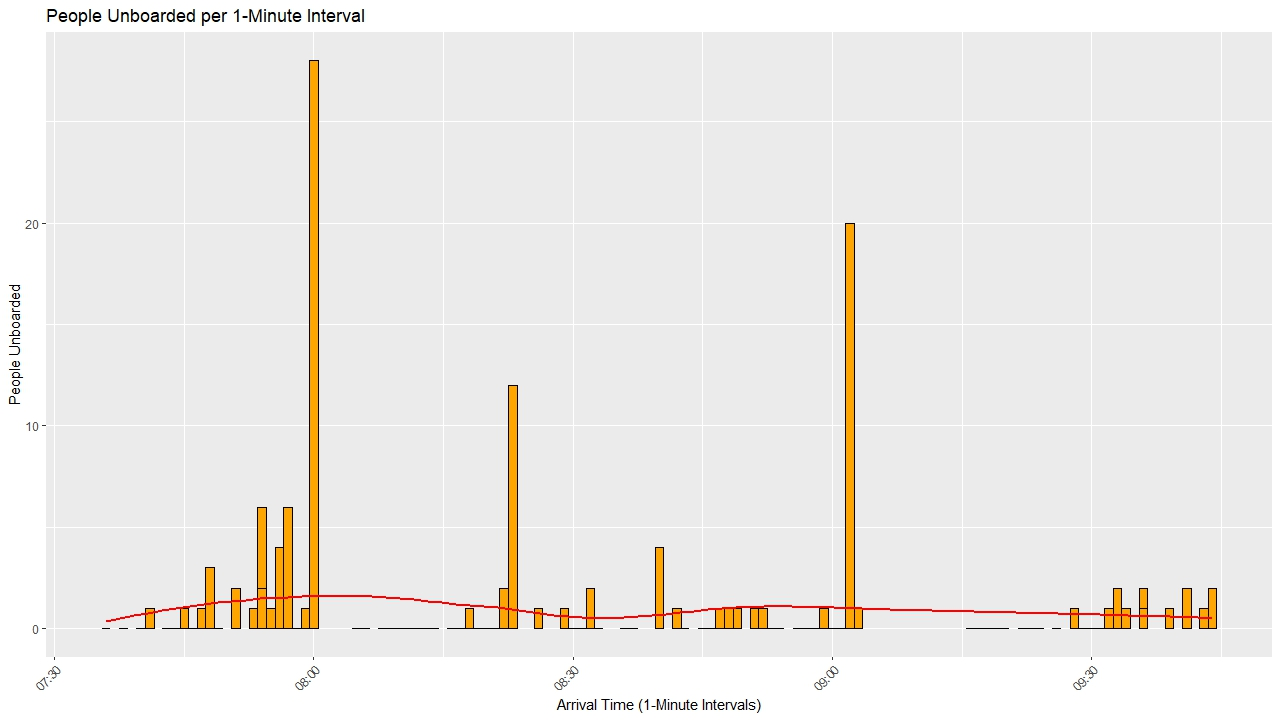 People Unboarded per 1-Minute Interval
People Unboarded
20
10
0
07:30
08:00
08:30
09:00
09:30
Arrival Time (1-Minute Intervals)